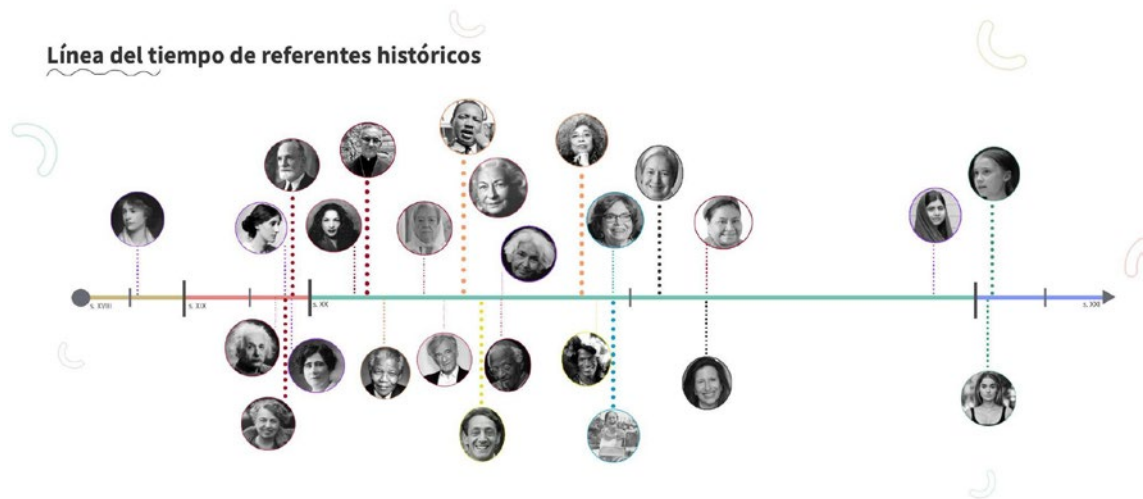 Línea del tiempo de referentes históricos
s. XVIII
s. XIX
s. XX
s. XXI